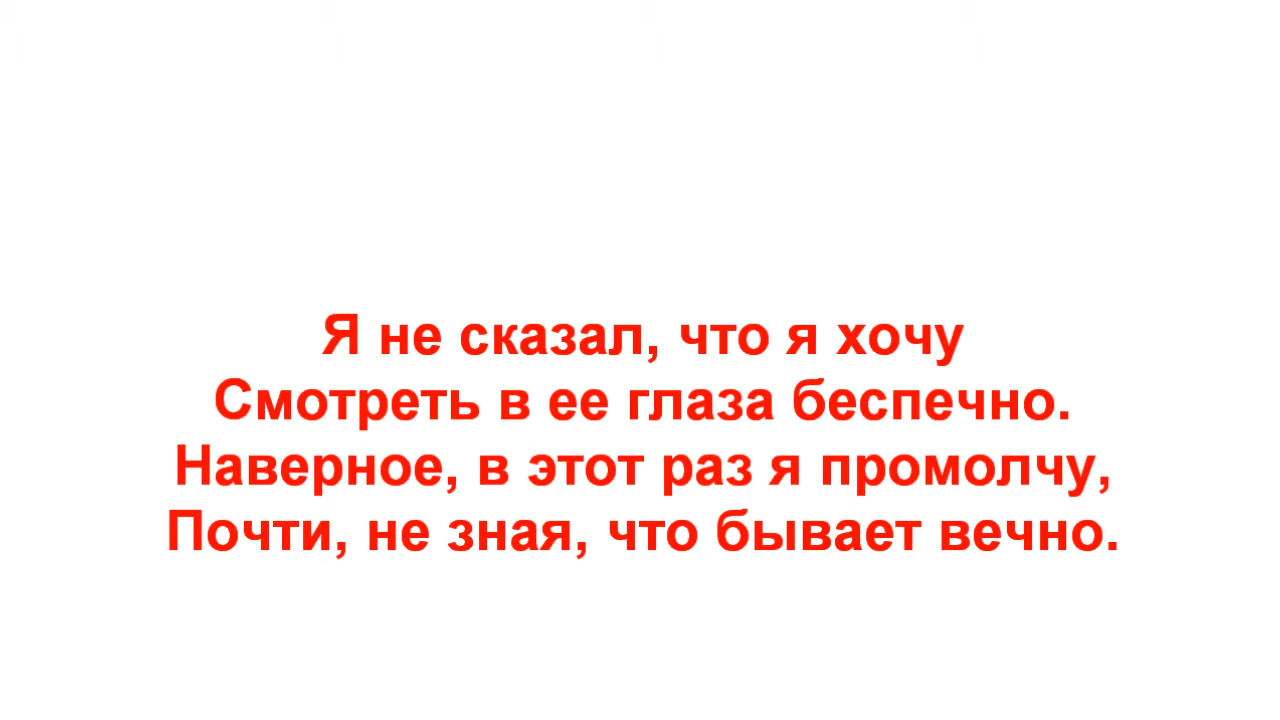 Я не сказал, что я хочу
Смотреть в ее глаза беспечно.
Наверное, в этот раз я промолчу,
Почти, не зная, что бывает вечно.